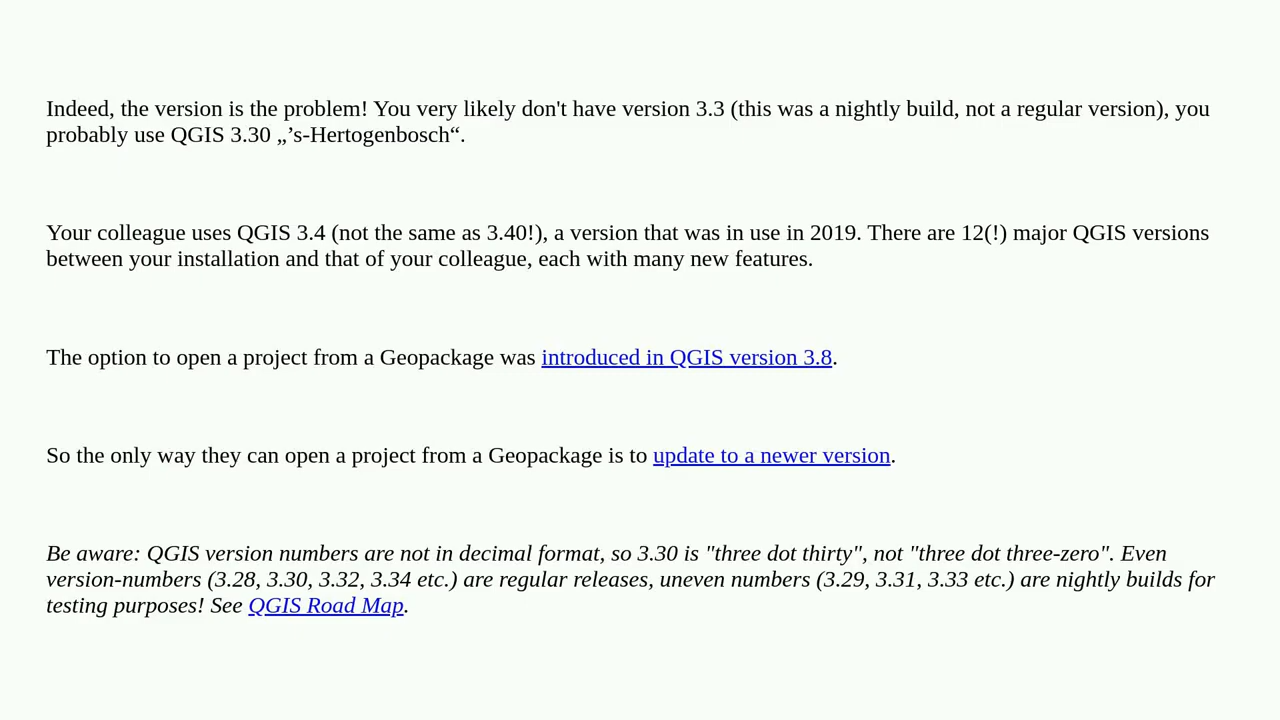 Indeed, the version is the problem! You very likely don't have version 3.3 (this was a nightly build, not a regular version), you
probably use QGIS 3.30 „’s-Hertogenbosch“.
Your colleague uses QGIS 3.4 (not the same as 3.40!), a version that was in use in 2019. There are 12(!) major QGIS versions
between your installation and that of your colleague, each with many new features.
The option to open a project from a Geopackage was introduced in QGIS version 3.8.
So the only way they can open a project from a Geopackage is to update to a newer version.
Be aware: QGIS version numbers are not in decimal format, so 3.30 is "three dot thirty", not "three dot three-zero". Even
version-numbers (3.28, 3.30, 3.32, 3.34 etc.) are regular releases, uneven numbers (3.29, 3.31, 3.33 etc.) are nightly builds for
testing purposes! See QGIS Road Map.